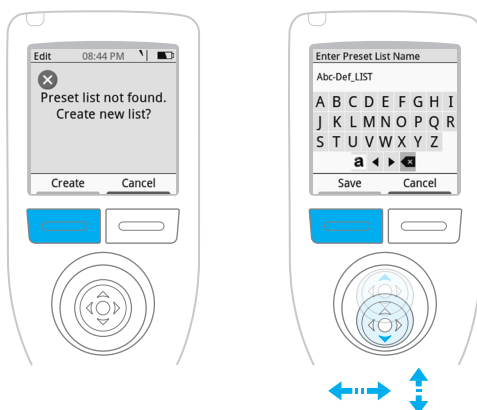 Edit 08:44 PM
Preset list not found.
Create new list?
Create Cancel
Enter Preset List Name
Abc-Def_LIST
A B C D E F G H I
J K L M N O P Q R
S T U V W X Y Z
a
Save Cancel